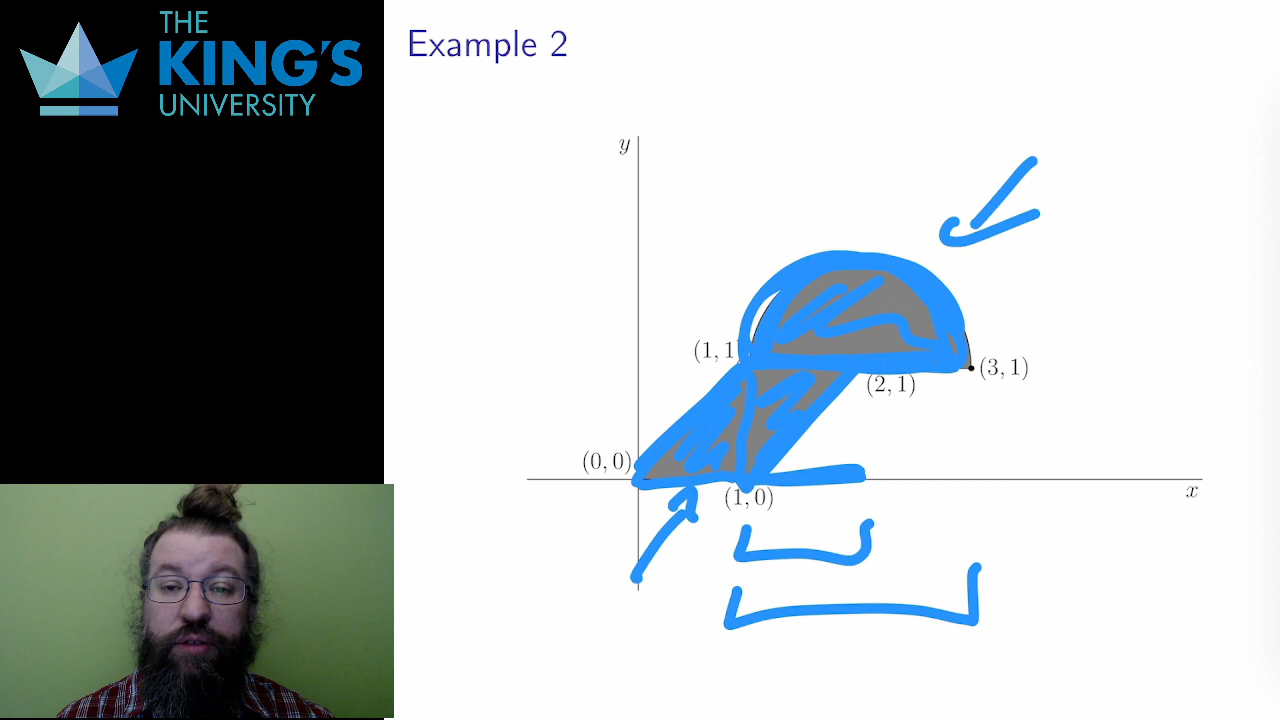 THE
KING'S
UNIVERSITY
Example 2
y
(1, 1)
(3, 1)
(2, 1)
(0, 0)
(1, 0)
x